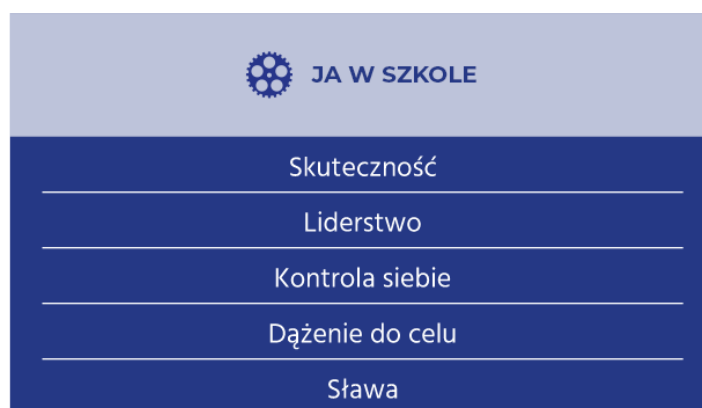 JA W SZKOLE
Skuteczność
Liderstwo
Kontrola siebie
Dążenie do celu
Sława